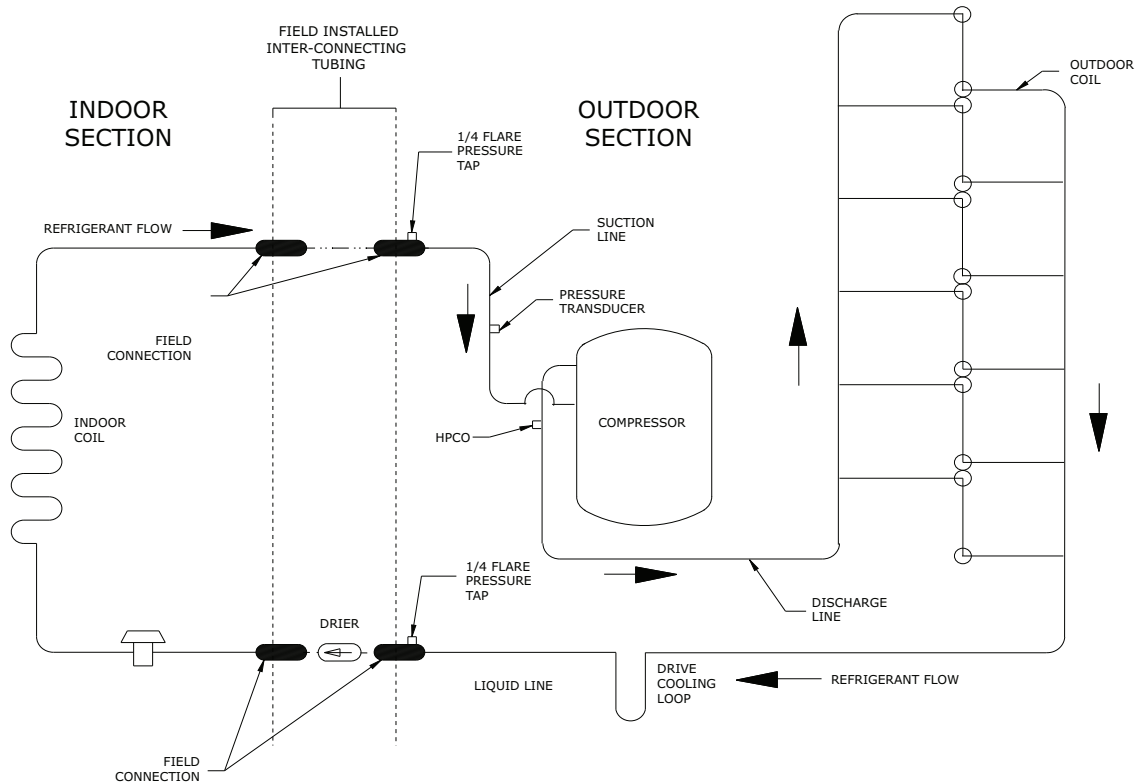 FIELD INSTALLED
INTER-CONNECTING
TUBING
INDOOR
SECTION
OUTDOOR
SECTION
OUTDOOR
COIL
1/4 FLARE
PRESSURE
TAP
REFRIGERANT FLOW
SUCTION
LINE
PRESSURE
TRANSDUCER
FIELD
CONNECTION
INDOOR
COIL
HPCO
COMPRESSOR
1/4 FLARE
PRESSURE
TAP
DISCHARGE
LINE
DRIER
LIQUID LINE
DRIVE
COOLING
LOOP
REFRIGERANT FLOW
FIELD
CONNECTION